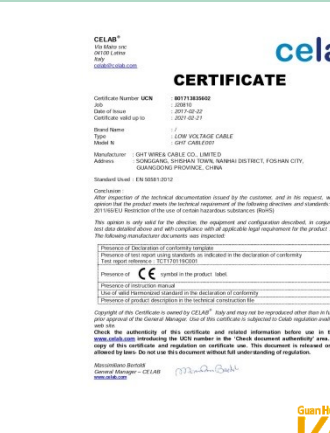 CELAB®
Via Maira snc
04100 Latina
Italy
celab@celab.com
cela
CERTIFICATE
Certificate Number UCN : 801713835602
Job : J20810
Date of Issue : 2017-02-22
Certificate valid up to : 2021-02-21
Brand Name : /
Type : LOW VOLTAGE CABLE
Model N : GHT CABLE001
Manufacturer : GHT WIRE& CABLE CO., LIMITED
Address : SONGGANG, SHISHAN TOWN, NANHAI DISTRICT, FOSHAN CITY,
GUANGDONG PROVINCE, CHINA
Standard Used : EN 50581:2012
Conclusion :
After inspection of the technical documentation issued by the customer, and in his request, w
opinion that the product meets the technical requirement of the following directives and standards
2011/65/EU Restriction of the use of certain hazardous substances (RoHS)
This opinion is only valid for the direction, the equipment and configuration described, in conjun
test data detailed above and with compliance with all applicable legal requirement for the product
The following manufacturer documents was inspected:
Presence of Declaration of conformity template
Presence of test report using standards as indicated in the declaration of conformity
Test report reference : TCT170119C001
Presence of CE symbol in the product label.
Presence of instruction manual
Use of valid Harmonized standard in the declaration of conformity
Presence of product description in the technical construction file
Copyright of this Certificate is owned by CELAB® Italy and may not be reproduced other than in fu
prior approval of the General Manager. Use of this certificate is subjected to Celab regulation avail
web site
Check the authenticity of this certificate and related information before use in t
www.celab.com introducing the UCN number in the 'Check document authenticity' area.
copy of this certificate and regulation on certificate use. This document is released on
allowed by laws- Do not use this document without full understanding of regulation.
Massimiliano Bertoldi
General Manager – CELAB
www.celab.com
Guan H